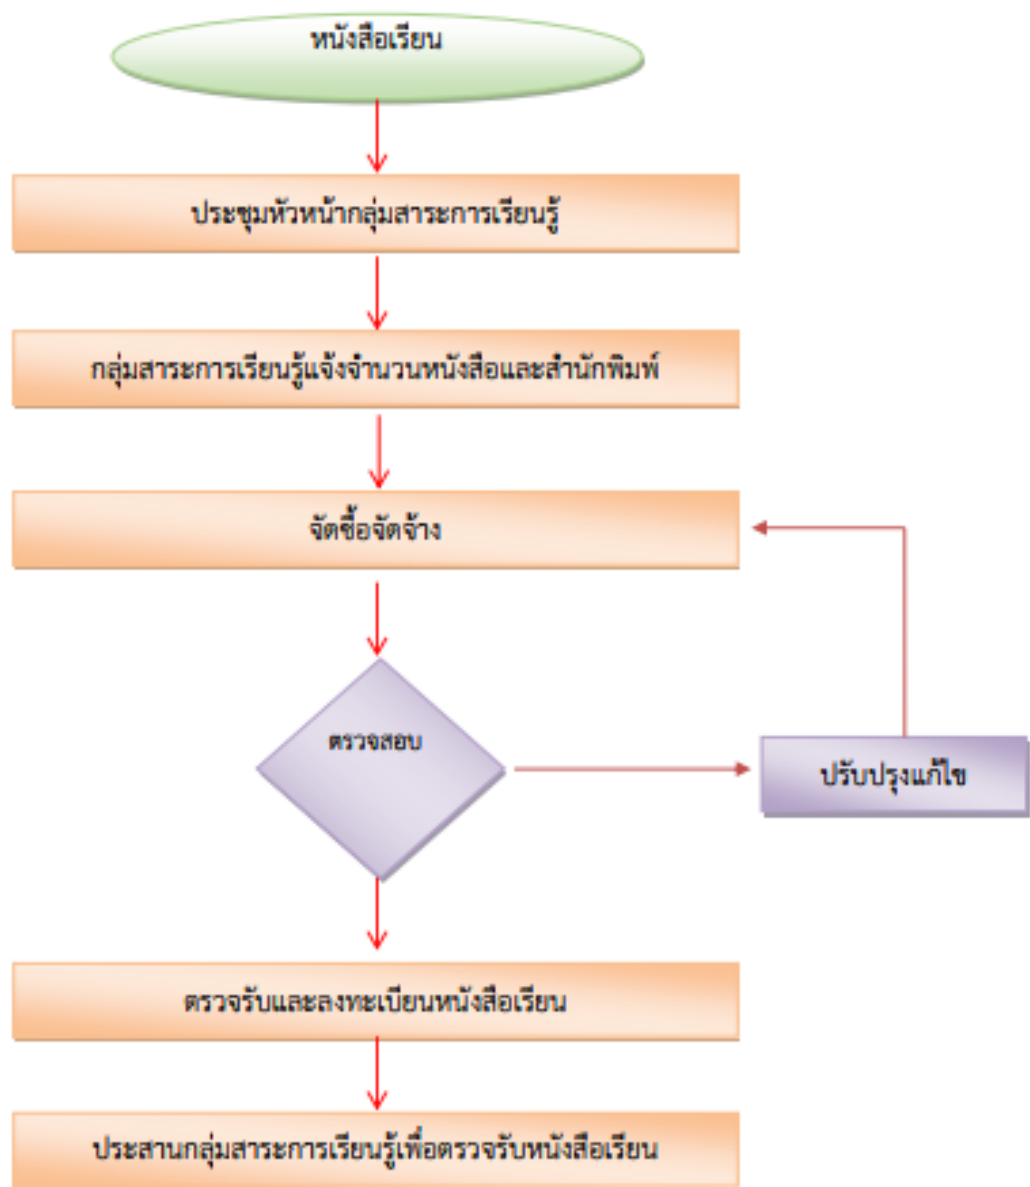 หนังสือเรียน
ประชุมหัวหน้ากลุ่มสาระการเรียนรู้
กลุ่มสาระการเรียนรู้แจ้งจำนวนหนังสือและสำนักพิมพ์
จัดซื้อจัดจ้าง
ตรวจสอบ
ปรับปรุงแก้ไข
ตรวจรับและลงทะเบียนหนังสือเรียน
ประสานกลุ่มสาระการเรียนรู้เพื่อตรวจรับหนังสือเรียน